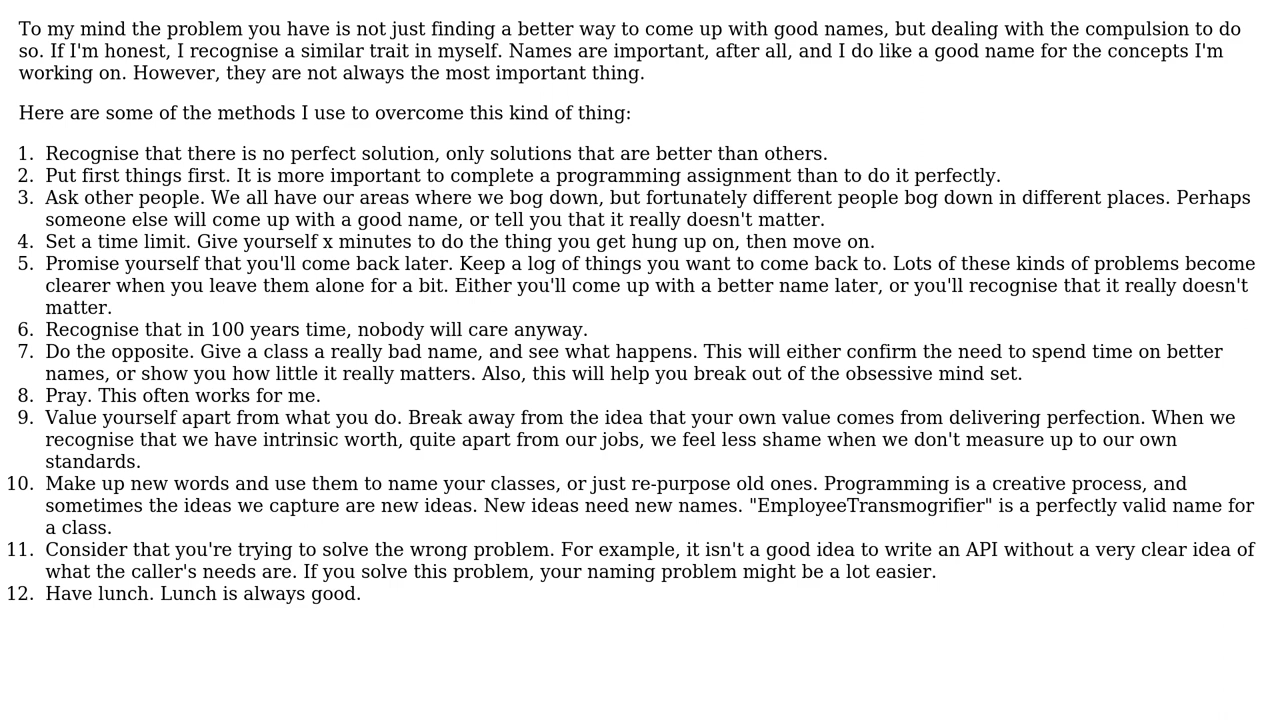 To my mind the problem you have is not just finding a better way to come up with good names, but dealing with the compulsion to do
so. If I'm honest, I recognise a similar trait in myself. Names are important, after all, and I do like a good name for the concepts I'm
working on. However, they are not always the most important thing.
Here are some of the methods I use to overcome this kind of thing:
1. Recognise that there is no perfect solution, only solutions that are better than others.
2. Put first things first. It is more important to complete a programming assignment than to do it perfectly.
3. Ask other people. We all have our areas where we bog down, but fortunately different people bog down in different places. Perhaps
someone else will come up with a good name, or tell you that it really doesn't matter.
4. Set a time limit. Give yourself x minutes to do the thing you get hung up on, then move on.
5. Promise yourself that you'll come back later. Keep a log of things you want to come back to. Lots of these kinds of problems become
clearer when you leave them alone for a bit. Either you'll come up with a better name later, or you'll recognise that it really doesn't
matter.
6. Recognise that in 100 years time, nobody will care anyway.
7. Do the opposite. Give a class a really bad name, and see what happens. This will either confirm the need to spend time on better
names, or show you how little it really matters. Also, this will help you break out of the obsessive mind set.
8. Pray. This often works for me.
9. Value yourself apart from what you do. Break away from the idea that your own value comes from delivering perfection. When we
recognise that we have intrinsic worth, quite apart from our jobs, we feel less shame when we don't measure up to our own
standards.
10. Make up new words and use them to name your classes, or just re-purpose old ones. Programming is a creative process, and
sometimes the ideas we capture are new ideas. New ideas need new names. "EmployeeTransmogrifier" is a perfectly valid name for
a class.
11. Consider that you're trying to solve the wrong problem. For example, it isn't a good idea to write an API without a very clear idea of
what the caller's needs are. If you solve this problem, your naming problem might be a lot easier.
12. Have lunch. Lunch is always good.